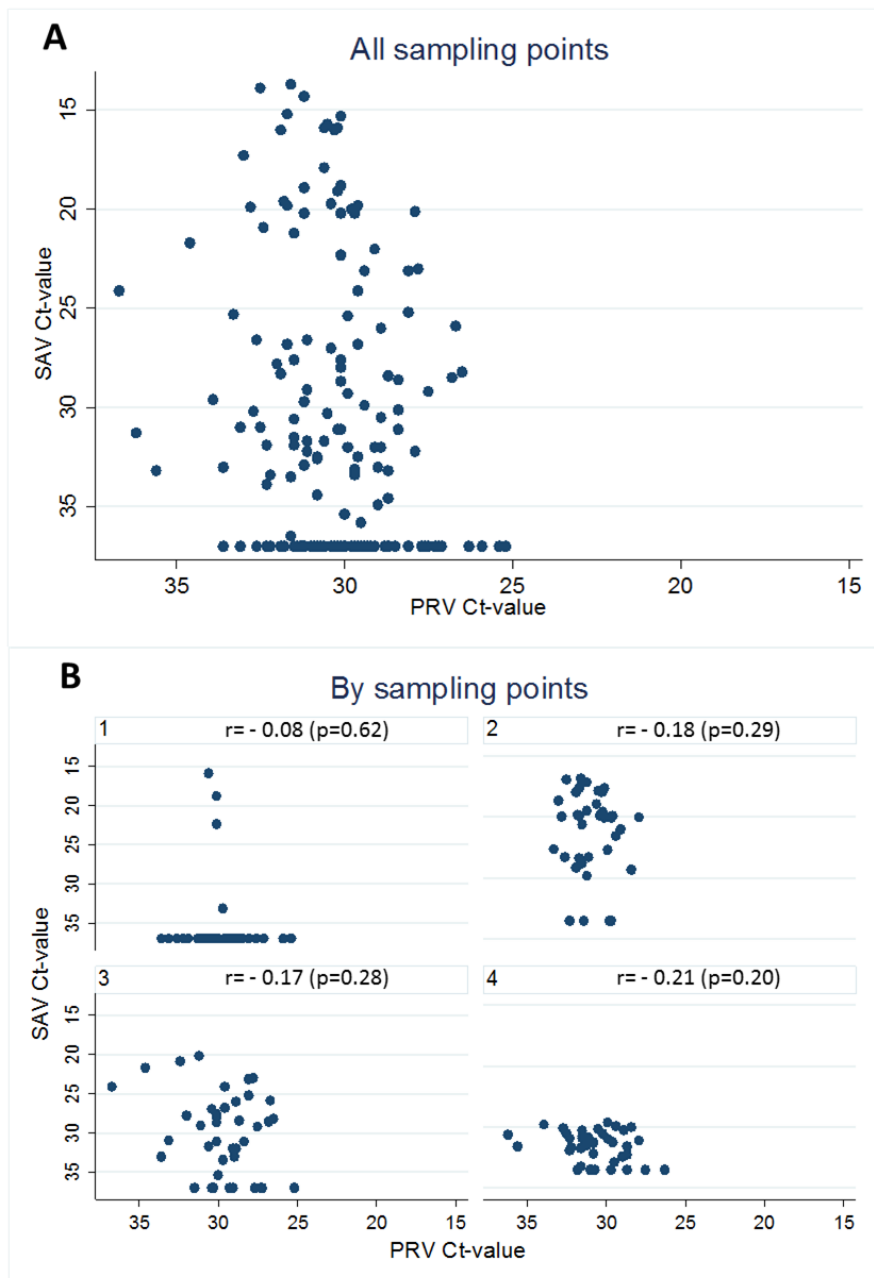 A
All sampling points
SAV Ct-value
15
20
25
30
35
35
30
25
20
15
PRV Ct-value
B
By sampling points
1
r= - 0.08 (p=0.62)
2
r= - 0.18 (p=0.29)
15
20
25
30
35
3
r= - 0.17 (p=0.28)
4
r= - 0.21 (p=0.20)
SAV Ct-value
15
20
25
30
35
35
30
25
20
15
35
30
25
20
15
PRV Ct-value